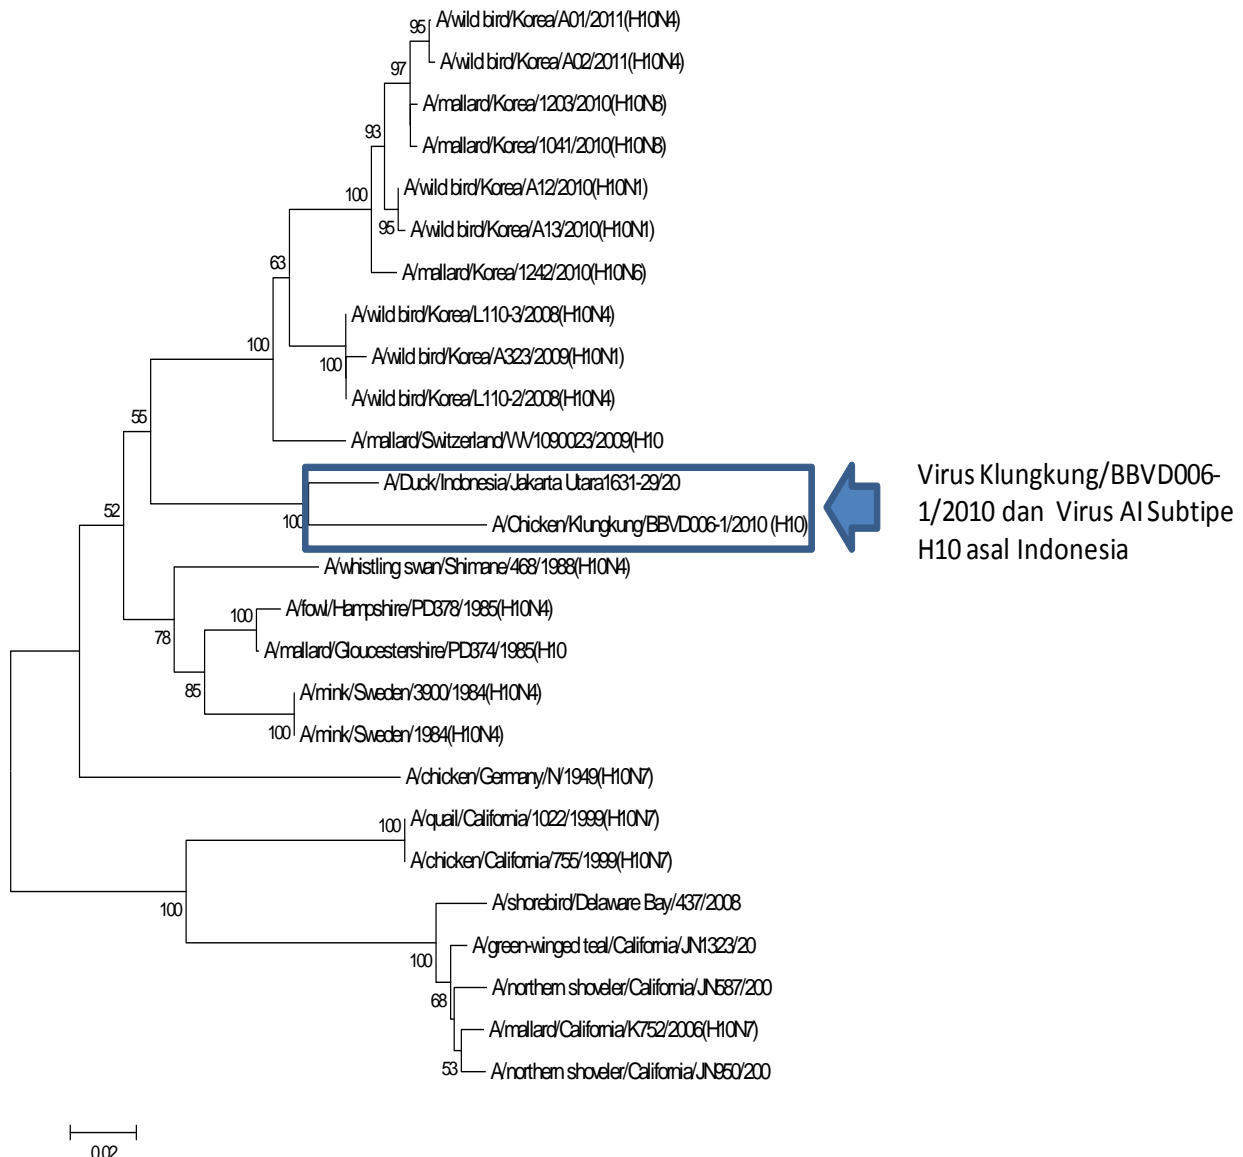 95
A/wild bird/Korea/A01/2011(H10N4)
A/wild bird/Korea/A02/2011(H10N4)
97
A/mallard/Korea/1203/2010(H10N8)
A/mallard/Korea/1041/2010(H10N8)
93
A/wild bird/Korea/A12/2010(H10N1)
100
95
A/wild bird/Korea/A13/2010(H10N1)
63
A/mallard/Korea/1242/2010(H10N6)
A/wild bird/Korea/L110-3/2008(H10N4)
100
A/wild bird/Korea/A323/2009(H10N1)
100
A/wild bird/Korea/L110-2/2008(H10N4)
55
A/mallard/Switzerland/WV1090023/2009(H10
A/Duck/Indonesia/Jakarta Utara1631-29/20
100
A/Chicken/Klungkung/BBVD006-1/2010 (H10)
Virus Klungkung/BBVD006-
1/2010 dan Virus AI Subtipe
H10 asal Indonesia
52
A/whistling swan/Shimane/468/1988(H10N4)
100
A/fowl/Hampshire/PD378/1985(H10N4)
78
A/mallard/Gloucestershire/PD374/1985(H10
85
A/mink/Sweden/3900/1984(H10N4)
100
A/mink/Sweden/1984(H10N4)
A/chicken/Germany/N/1949(H10N7)
100
A/quail/California/1022/1999(H10N7)
A/chicken/California/755/1999(H10N7)
100
A/shorebird/Delaware Bay/437/2008
A/green-winged teal/California/JN1323/20
100
A/northern shoveler/California/JN587/200
68
A/mallard/California/K752/2006(H10N7)
53
A/northern shoveler/California/JN950/200
0.02